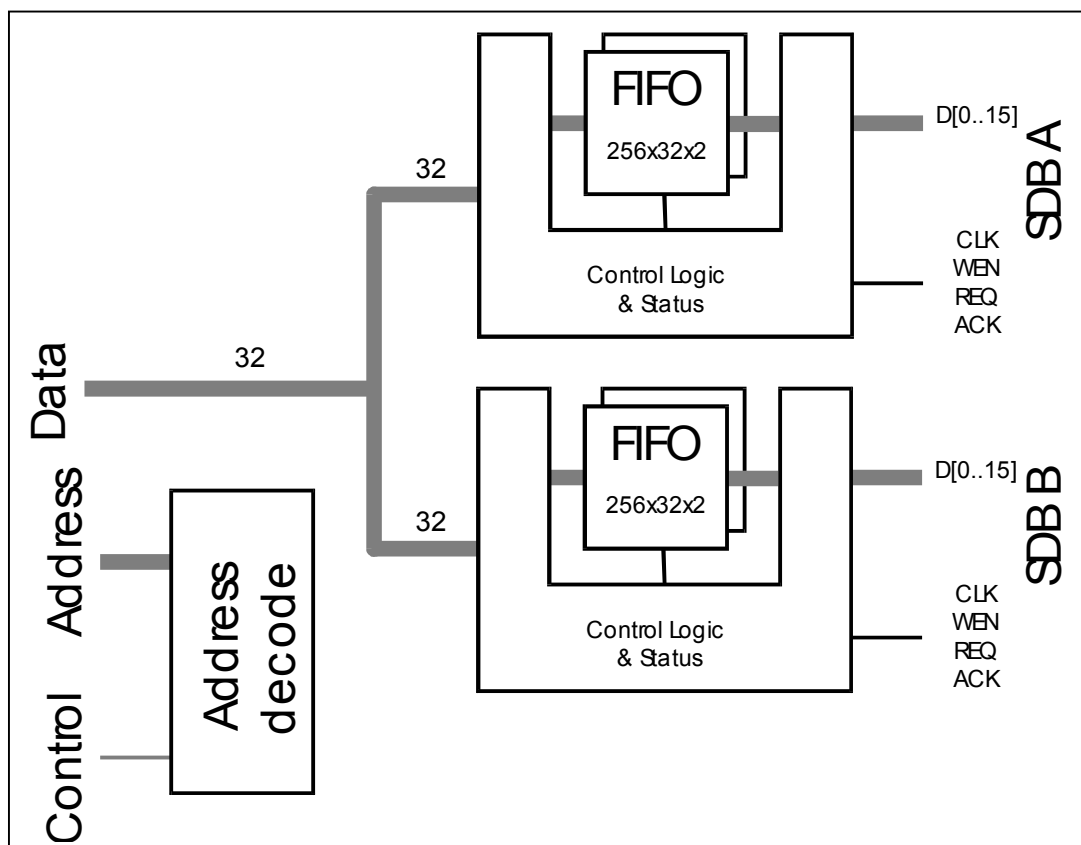 FIFO
256x32x2
D[0..15]
SDB A
32
CLK
WEN
REQ
ACK
Control Logic
& Status
32
Data
FIFO
256x32x2
D[0..15]
SDB B
32
CLK
WEN
REQ
ACK
Control Logic
& Status
Address
Address
decode
Control